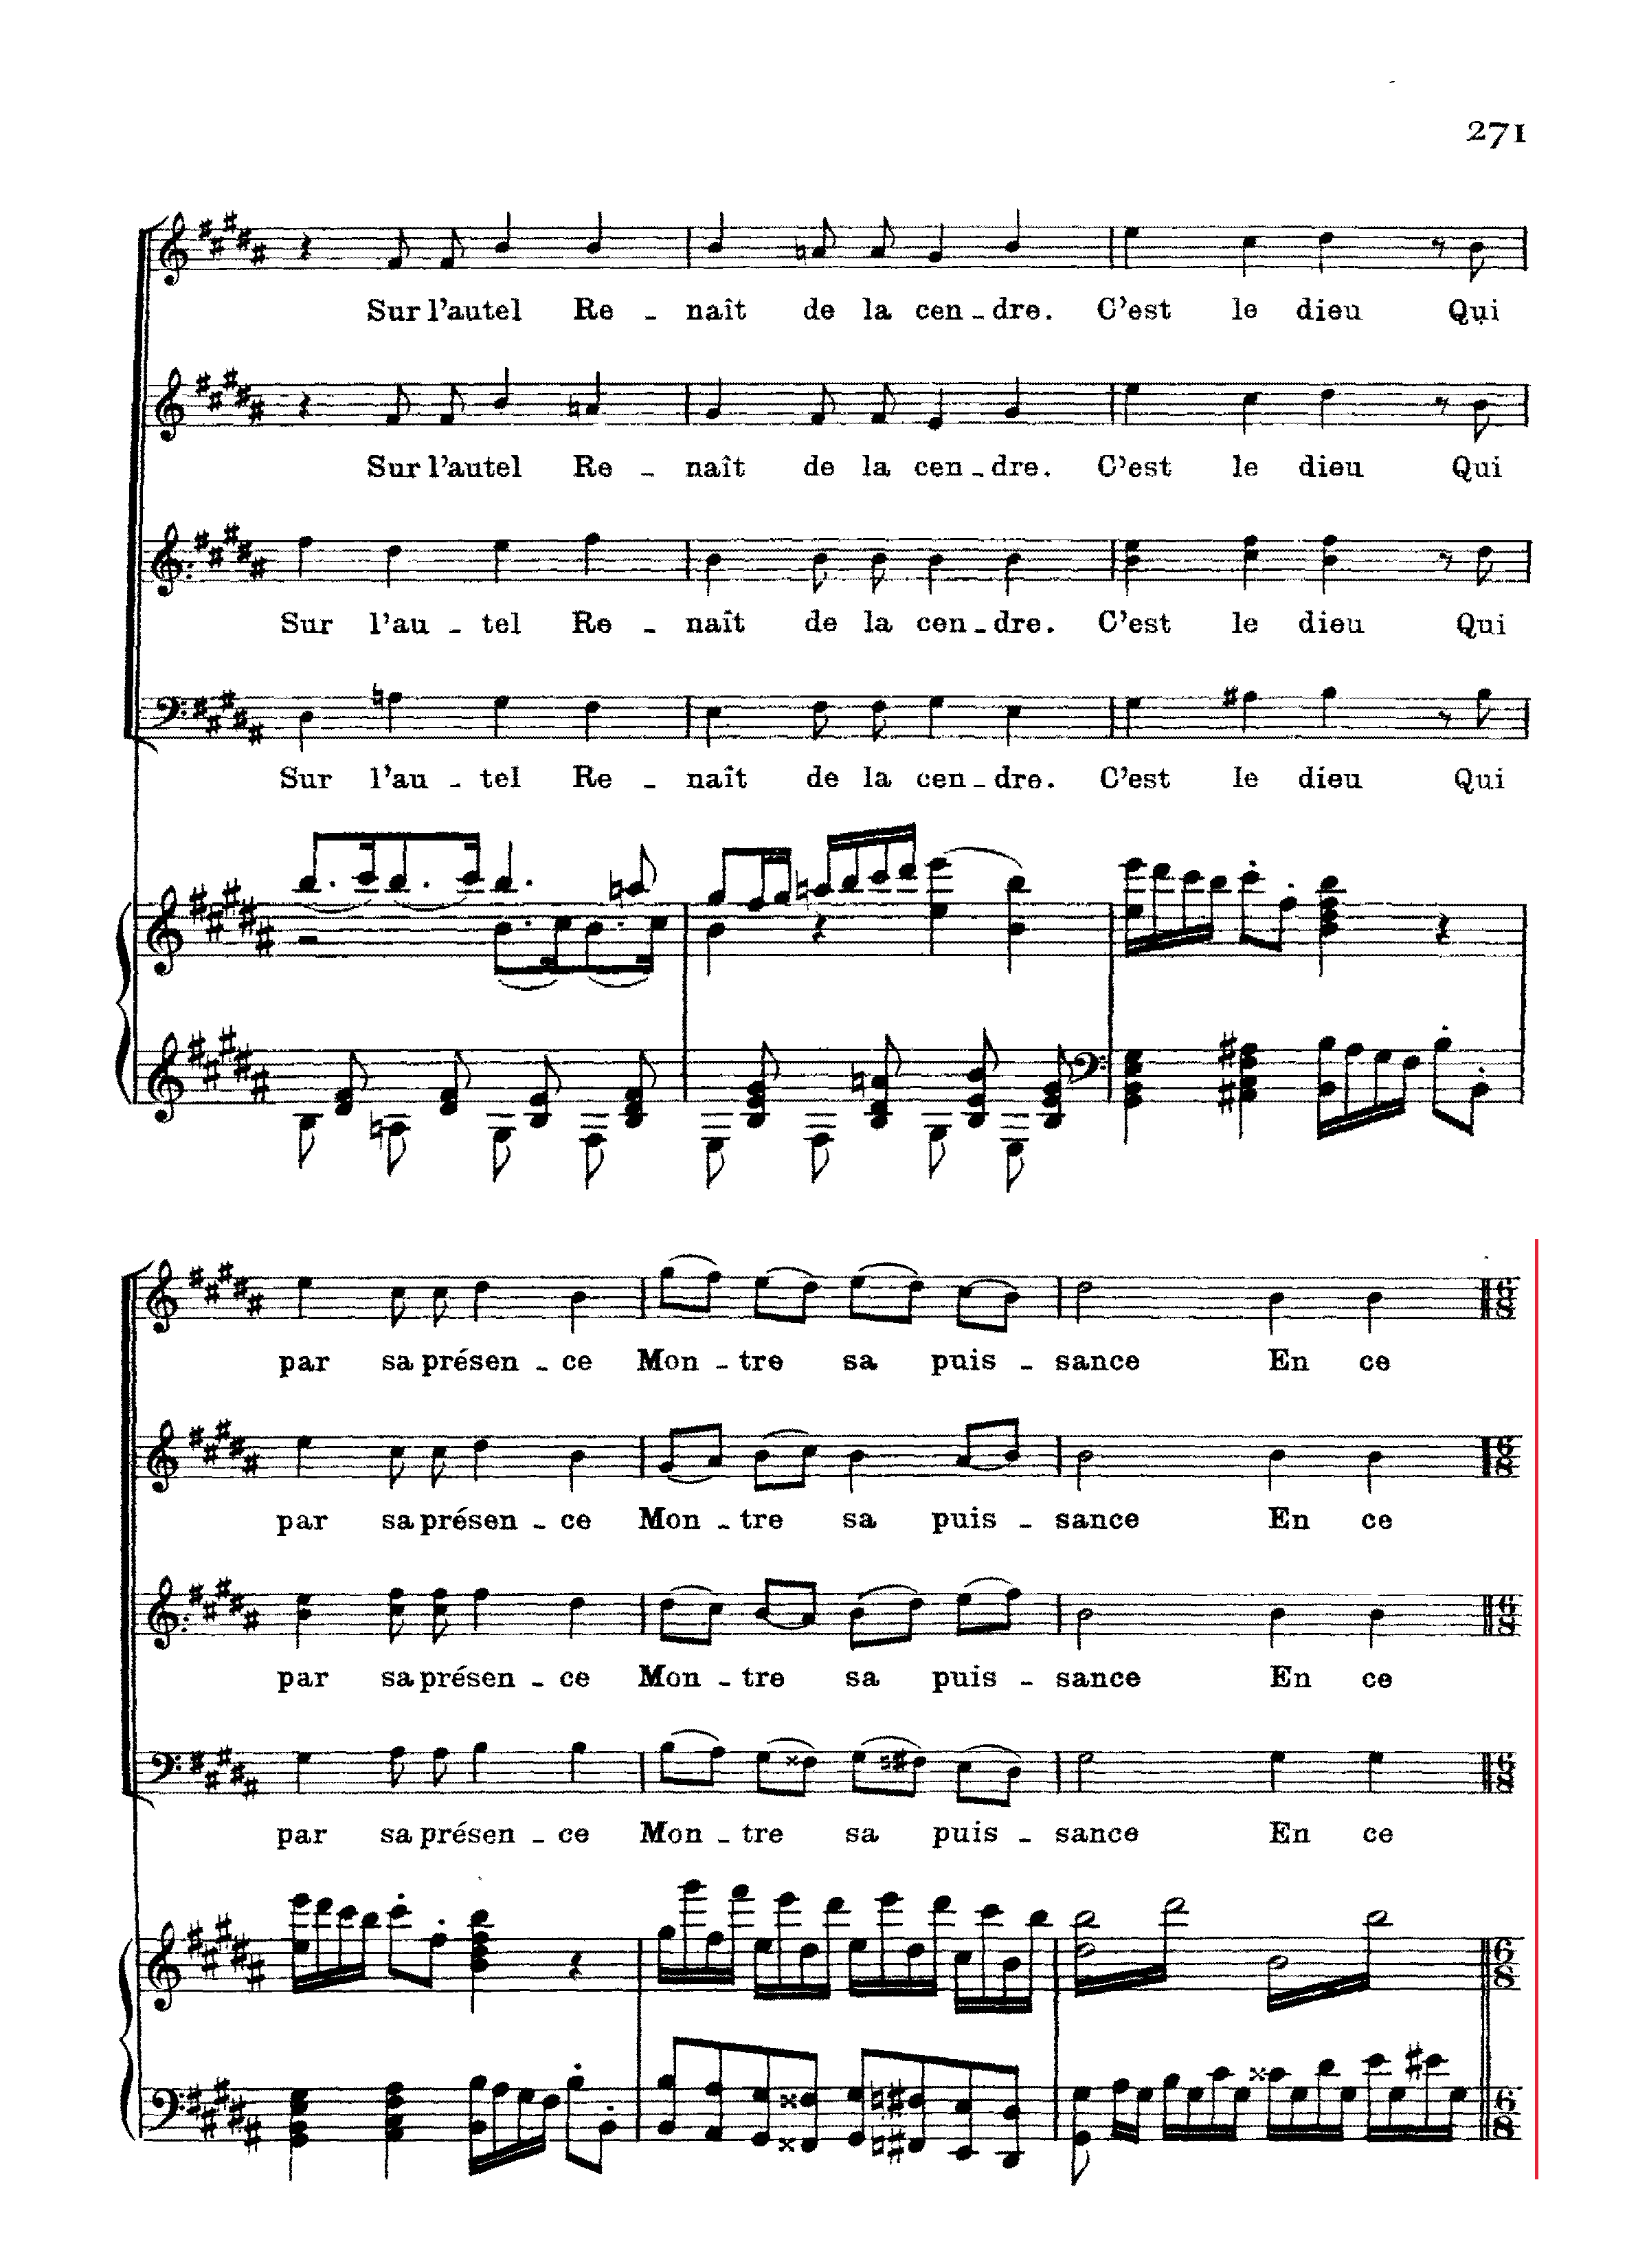 271
Sur l'autel Re - naît de la cen - dre. C'est le dieu Qui
Sur l'autel Re - naît de la cen - dre. C'est le dieu Qui
Sur l'au - tel Re - naît de la cen - dre. C'est le dieu Qui
Sur l'au - tel Re - naît de la cen - dre. C'est le dieu Qui
par sa présen - ce Mon - tre sa puis - sance En ce
par sa présen - ce Mon - tre sa puis - sance En ce
par sa présen - ce Mon - tre sa puis - sance En ce
par sa présen - ce Mon - tre sa puis - sance En ce